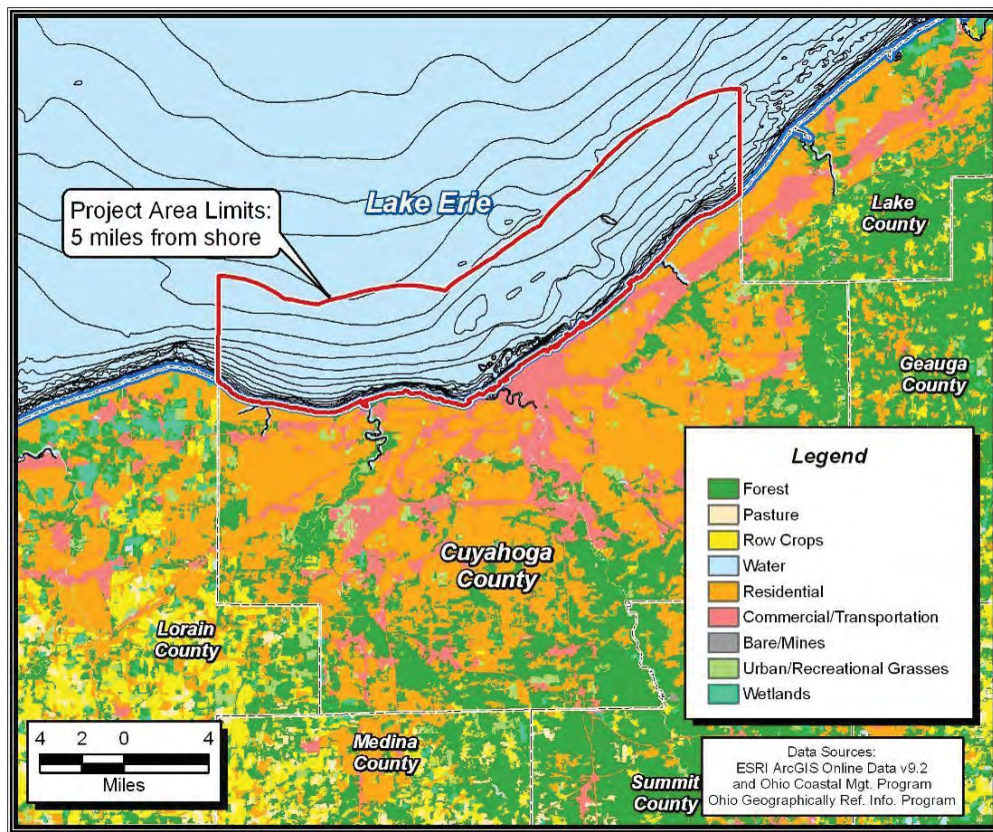 Project Area Limits:
5 miles from shore
Lake Erie
Lake
County
Geauga
County
Cuyahoga
County
Lorain
County
Medina
County
Summit
County
Legend
Forest
Pasture
Row Crops
Water
Residential
Commercial/Transportation
Bare/Mines
Urban/Recreational Grasses
Wetlands
4 2 0 4
Miles
Data Sources:
ESRI ArcGIS Online Data v9.2
and Ohio Coastal Mgt. Program
Ohio Geographically Ref. Info. Program